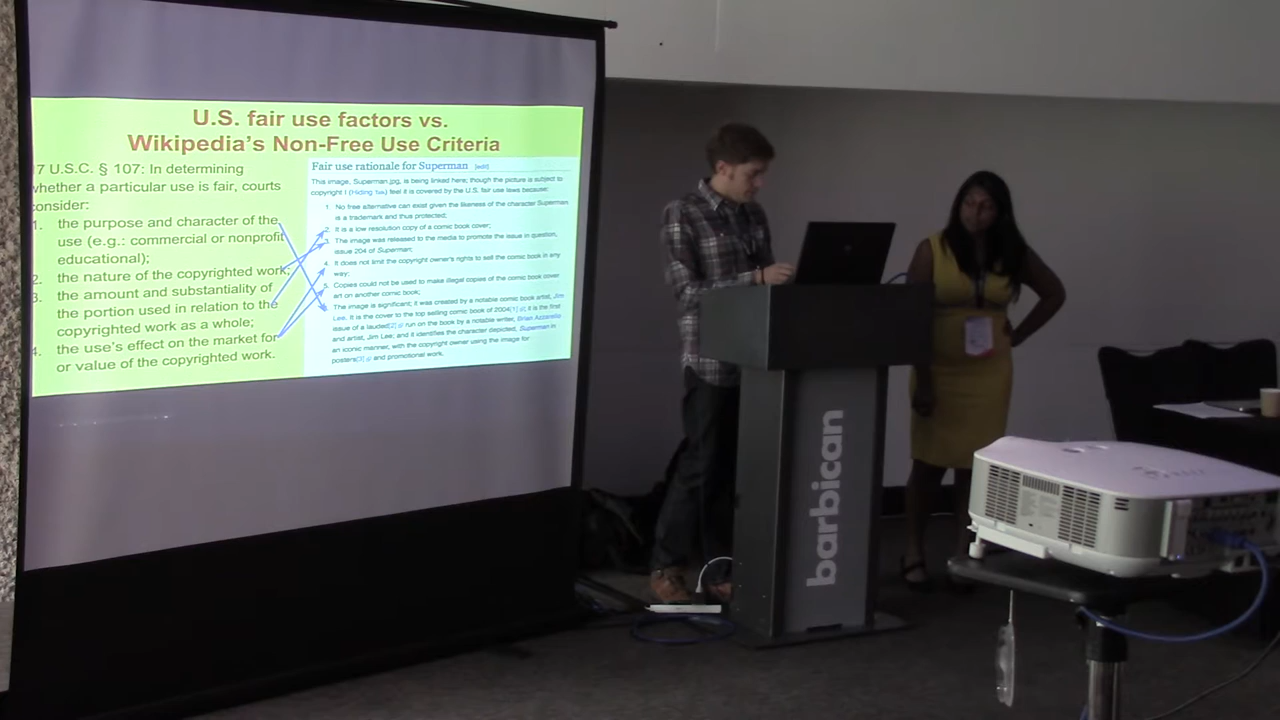 U.S. fair use factors vs.
Wikipedia's Non-Free Use Criteria
7 U.S.C. § 107: In determining
whether a particular use is fair, courts
consider:
1. the purpose and character of the
use (e.g.: commercial or nonprofit
educational);
2. the nature of the copyrighted work;
3. the amount and substantiality of
the portion used in relation to the
copyrighted work as a whole;
4. the use's effect on the market for
or value of the copyrighted work.
Fair use rationale for Superman [edit]
This image, Superman.jpg, is being linked here; though the picture is subject to
copyright I (Hiding talk) feel it is covered by the U.S. fair use laws because:
1. No free alternative can exist given the likeness of the character Superman
is a trademark and thus protected;
2. It is a low resolution copy of a comic book cover;
3. The image was released to the media to promote the issue in question,
issue 204 of Superman;
4. It does not limit the copyright owner's rights to sell the comic book in any
way;
5. Copies could not be used to make illegal copies of the comic book cover
art on another comic book;
The image is significant; it was created by a notable comic book artist, Jim
Lee. It is the cover to the top selling comic book of 2004[1]; it is the first
issue of a lauded[2] run on the book by a notable writer, Brian Azzarello
and artist, Jim Lee; and it identifies the character depicted, Superman in
an iconic manner, with the copyright owner using the image for
posters[3] and promotional work.
barbican